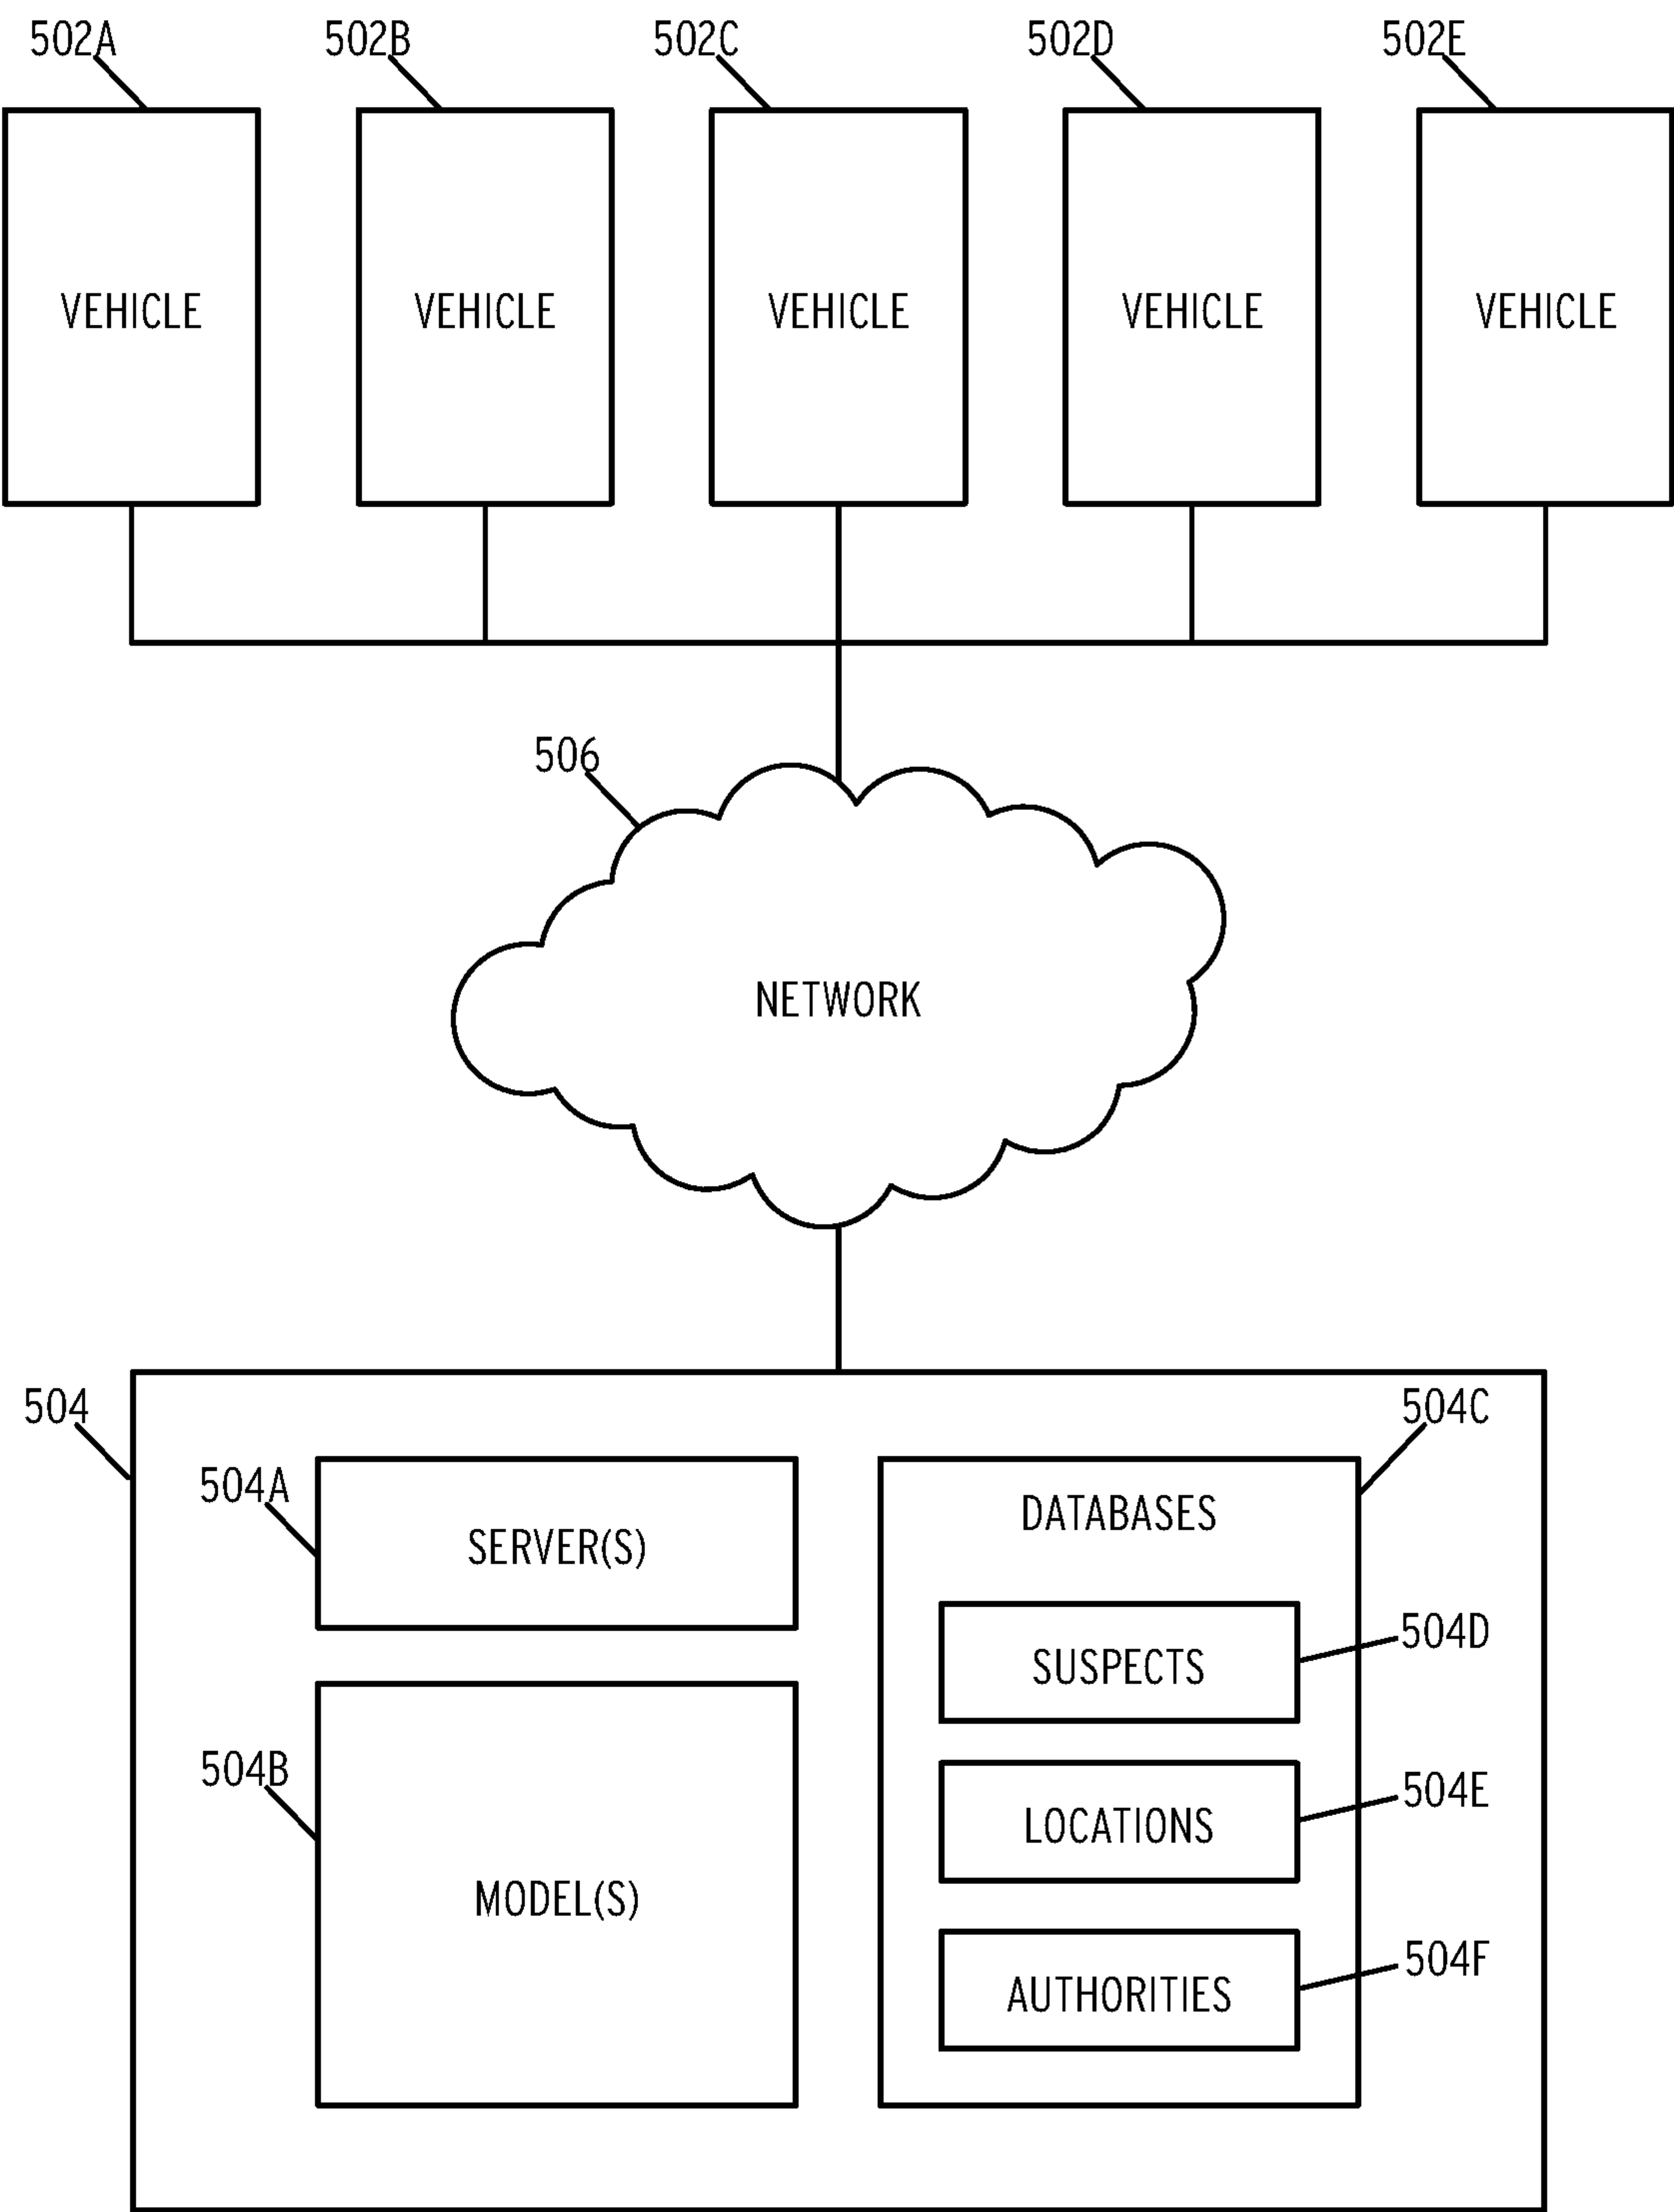 502A
502B
502C
502D
502E
VEHICLE
VEHICLE
VEHICLE
VEHICLE
VEHICLE
506
NETWORK
504
504A
SERVER(S)
504B
MODEL(S)
504C
DATABASES
SUSPECTS
504D
LOCATIONS
504E
AUTHORITIES
504F